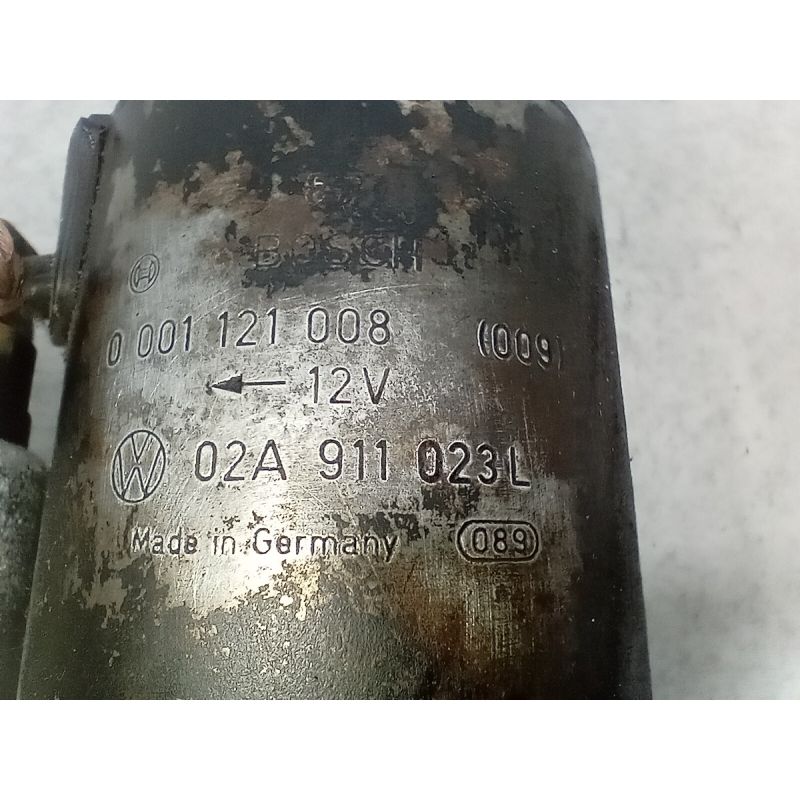 BOSCH
0 001 121 008 (009)
← 12V
02A 911 023L
Made in Germany 089